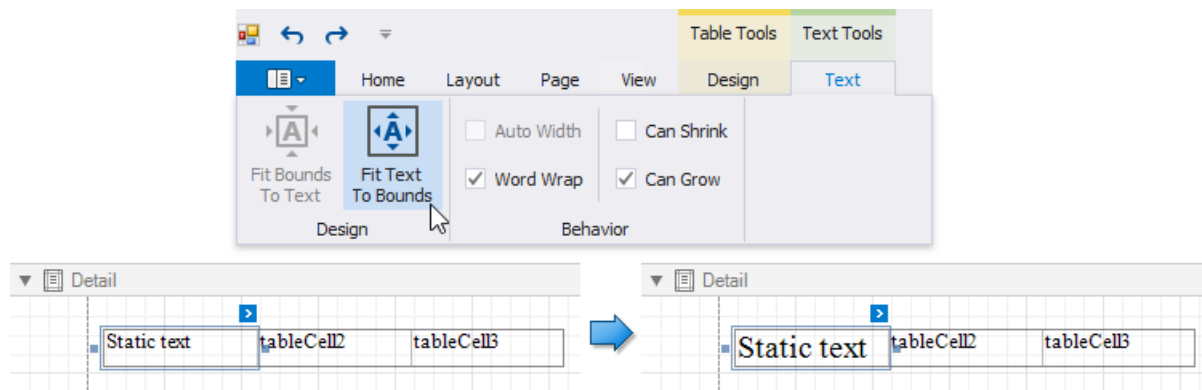 Table Tools Text Tools
Home Layout Page View Design Text
Fit Bounds To Text
Fit Text To Bounds
Auto Width
Can Shrink
Word Wrap
Can Grow
Design
Behavior
Detail
Static text tableCell2 tableCell3
Detail
Static text tableCell2 tableCell3